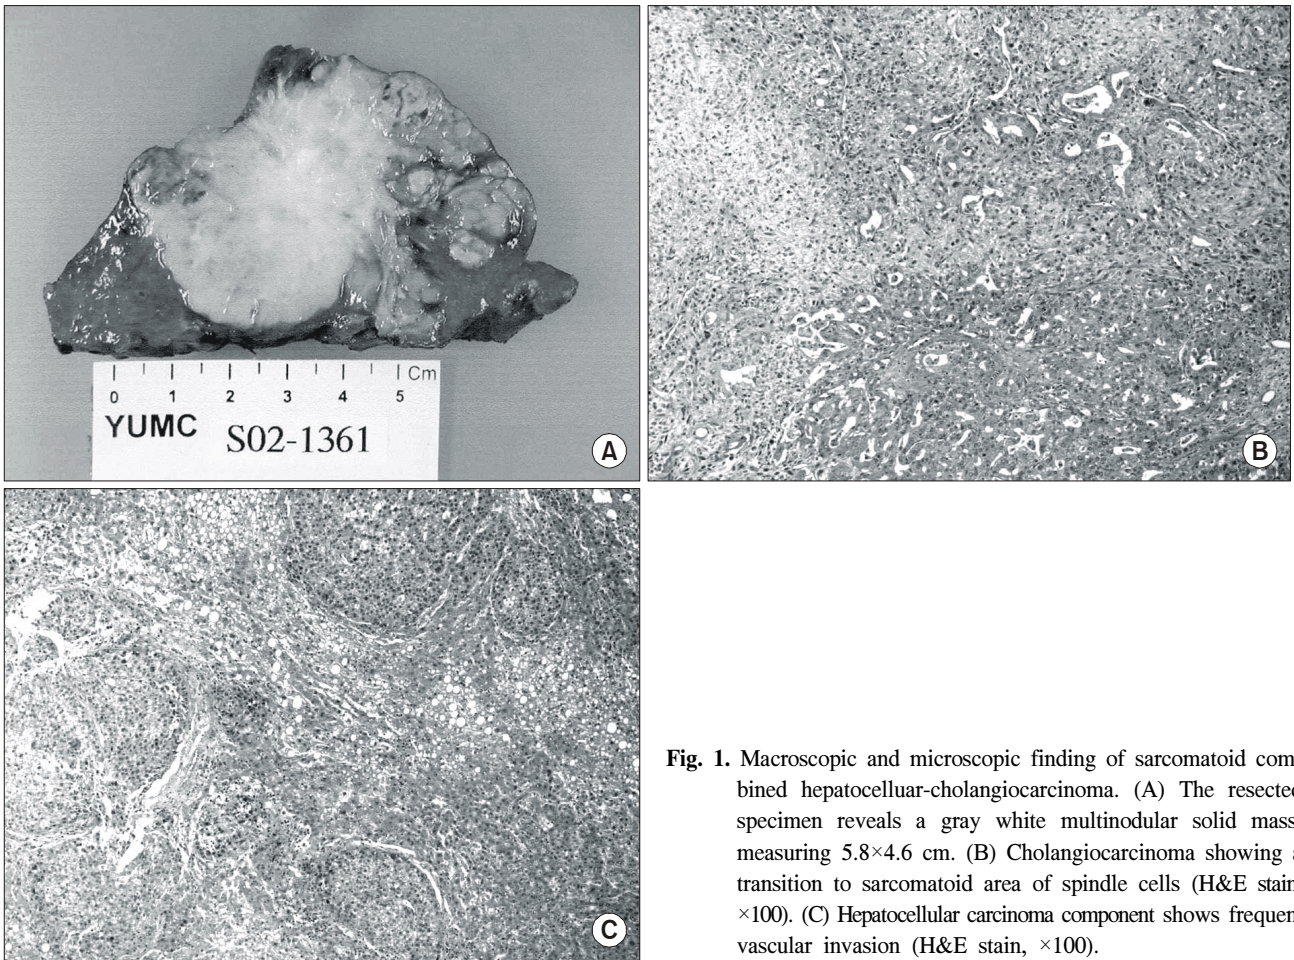 Cm
0 1 2 3 4 5
YUMC S02-1361
A
B
C
Fig. 1. Macroscopic and microscopic finding of sarcomatoid com-
bined hepatocelluar-cholangiocarcinoma. (A) The resected
specimen reveals a gray white multinodular solid mass
measuring 5.8×4.6 cm. (B) Cholangiocarcinoma showing a
transition to sarcomatoid area of spindle cells (H&E stain
×100). (C) Hepatocellular carcinoma component shows frequen
vascular invasion (H&E stain, ×100).